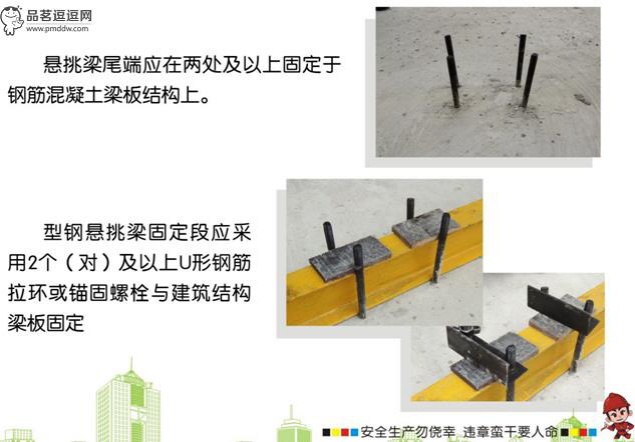 品茗逗逗网
www.pmddw.com
悬挑梁尾端应在两处及以上固定于
钢筋混凝土梁板结构上。
型钢悬挑梁固定段应采
用2个（对）及以上U形钢筋
拉环或锚固螺栓与建筑结构
梁板固定
安全生产勿侥幸 违章蛮干要人命